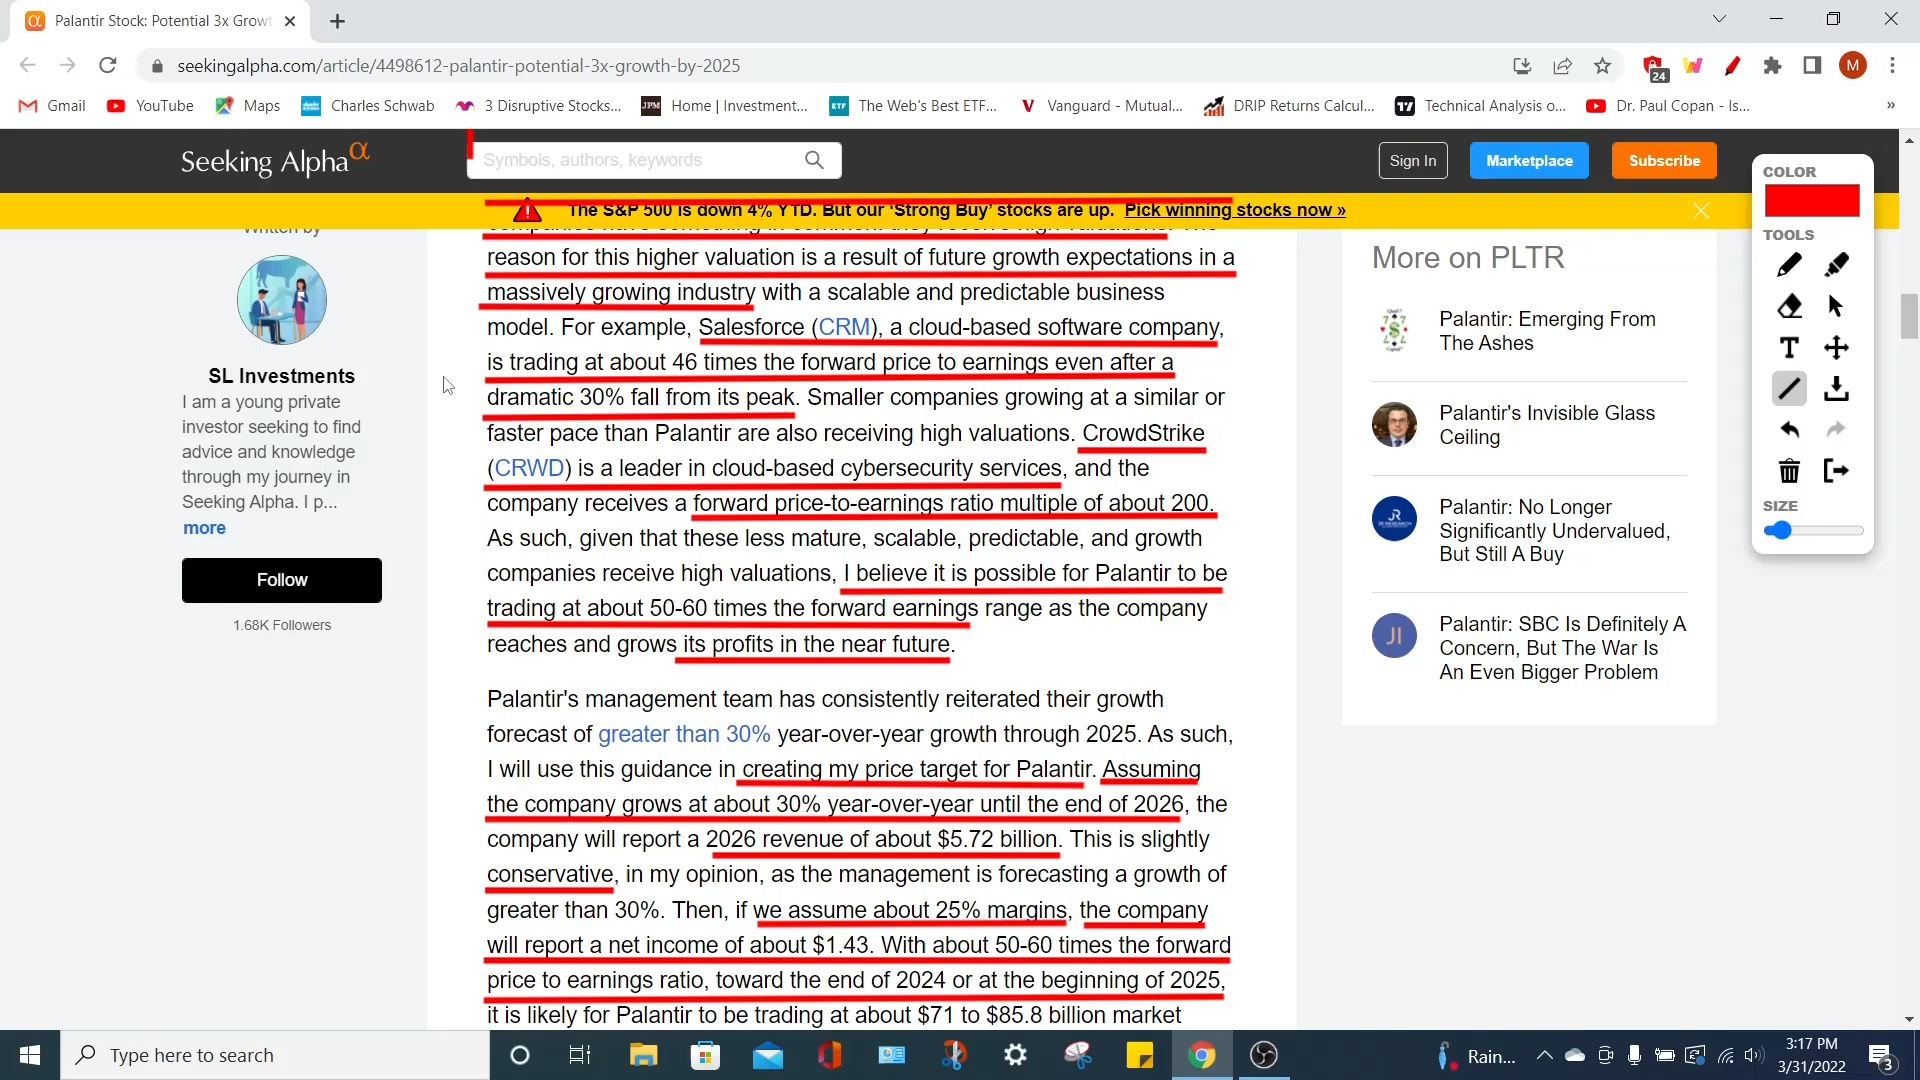 Palantir Stock: Potential 3x Growt
seekingalpha.com/article/4498612-palantir-potential-3x-growth-by-2025
24
M
Gmail
YouTube
Maps
Charles Schwab
3 Disruptive Stocks...
JPM
Home | Investment...
ETF
The Web's Best ETF...
Vanguard - Mutual...
DRIP Returns Calcul...
Technical Analysis o...
Dr. Paul Copan - Is...
»
Seeking Alpha α
Symbols, authors, keywords
Sign In
Marketplace
Subscribe
The S&P 500 is down 4% YTD. But our 'Strong Buy' stocks are up. Pick winning stocks now »
Written by
SL Investments
I am a young private
investor seeking to find
advice and knowledge
through my journey in
Seeking Alpha. I p...
more
Follow
1.68K Followers
companies have something in common: they receive high valuations. The
reason for this higher valuation is a result of future growth expectations in a
massively growing industry with a scalable and predictable business
model. For example, Salesforce (CRM), a cloud-based software company,
is trading at about 46 times the forward price to earnings even after a
dramatic 30% fall from its peak. Smaller companies growing at a similar or
faster pace than Palantir are also receiving high valuations. CrowdStrike
(CRWD) is a leader in cloud-based cybersecurity services, and the
company receives a forward price-to-earnings ratio multiple of about 200.
As such, given that these less mature, scalable, predictable, and growth
companies receive high valuations, I believe it is possible for Palantir to be
trading at about 50-60 times the forward earnings range as the company
reaches and grows its profits in the near future.
Palantir's management team has consistently reiterated their growth
forecast of greater than 30% year-over-year growth through 2025. As such,
I will use this guidance in creating my price target for Palantir. Assuming
the company grows at about 30% year-over-year until the end of 2026, the
company will report a 2026 revenue of about $5.72 billion. This is slightly
conservative, in my opinion, as the management is forecasting a growth of
greater than 30%. Then, if we assume about 25% margins, the company
will report a net income of about $1.43. With about 50-60 times the forward
price to earnings ratio, toward the end of 2024 or at the beginning of 2025,
it is likely for Palantir to be trading at about $71 to $85.8 billion market
More on PLTR
Palantir: Emerging From
The Ashes
Palantir's Invisible Glass
Ceiling
Palantir: No Longer
Significantly Undervalued,
But Still A Buy
JI
Palantir: SBC Is Definitely A
Concern, But The War Is
An Even Bigger Problem
COLOR
TOOLS
SIZE
Type here to search
Rain...
3:17 PM
3/31/2022
3